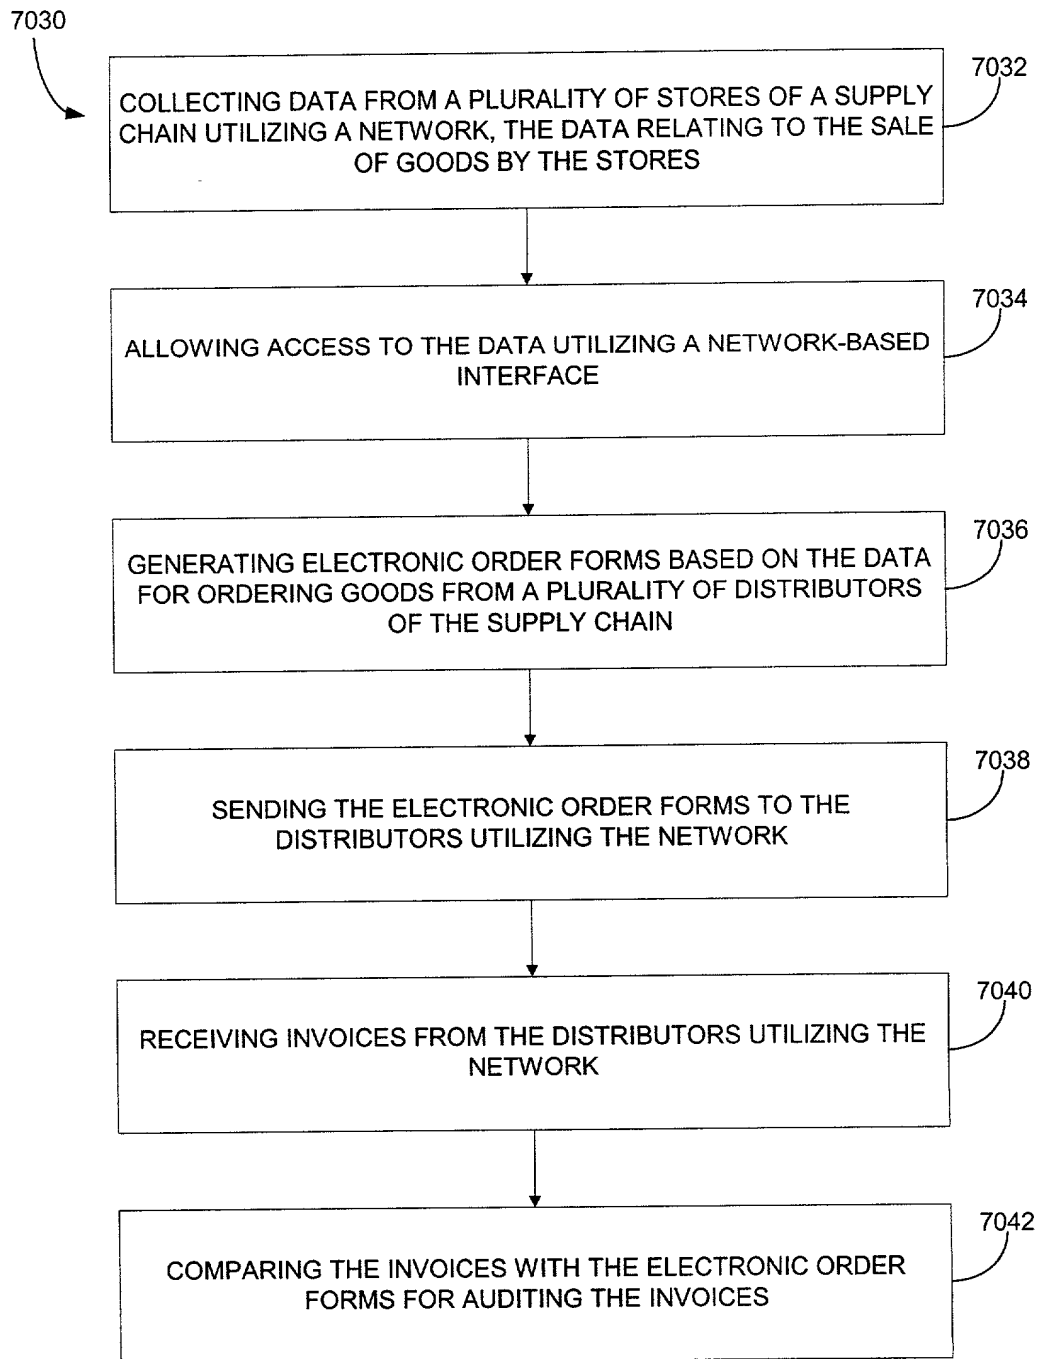 7030
7032
COLLECTING DATA FROM A PLURALITY OF STORES OF A SUPPLY
CHAIN UTILIZING A NETWORK, THE DATA RELATING TO THE SALE
OF GOODS BY THE STORES
7034
ALLOWING ACCESS TO THE DATA UTILIZING A NETWORK-BASED
INTERFACE
7036
GENERATING ELECTRONIC ORDER FORMS BASED ON THE DATA
FOR ORDERING GOODS FROM A PLURALITY OF DISTRIBUTORS
OF THE SUPPLY CHAIN
7038
SENDING THE ELECTRONIC ORDER FORMS TO THE
DISTRIBUTORS UTILIZING THE NETWORK
7040
RECEIVING INVOICES FROM THE DISTRIBUTORS UTILIZING THE
NETWORK
7042
COMPARING THE INVOICES WITH THE ELECTRONIC ORDER
FORMS FOR AUDITING THE INVOICES